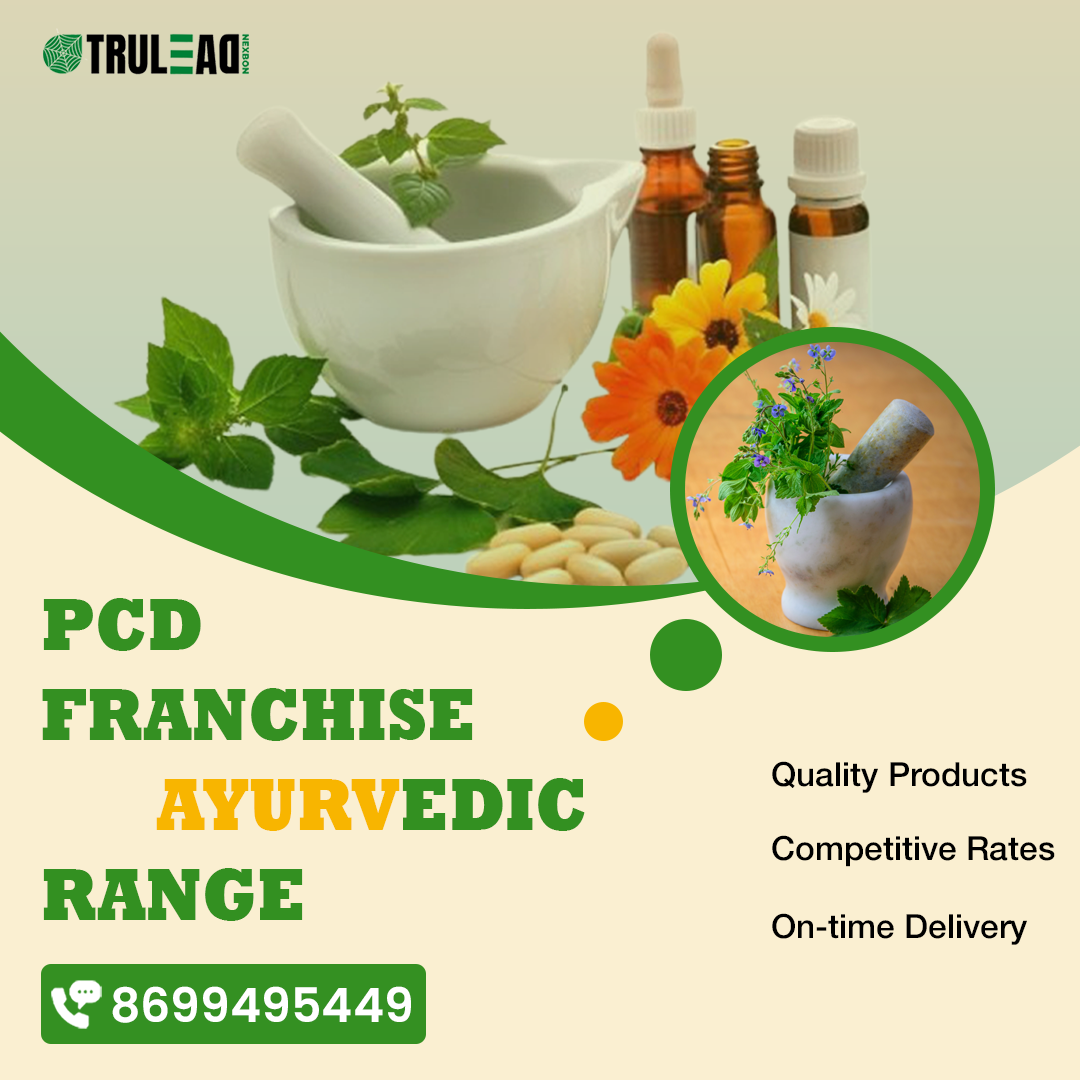 TRULEAD NEXBON
PCD
FRANCHISE
AYURVEDIC
RANGE
Quality Products
Competitive Rates
On-time Delivery
8699495449